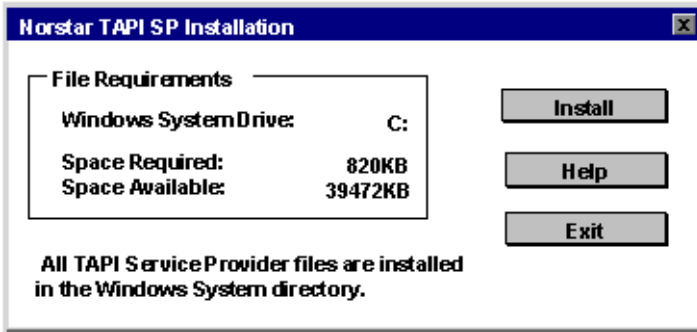 Norstar TAPI SP Installation
File Requirements
Windows System Drive: C:
Space Required: 820KB
Space Available: 39472KB
Install
Help
Exit
All TAPI Service Provider files are installed
in the Windows System directory.